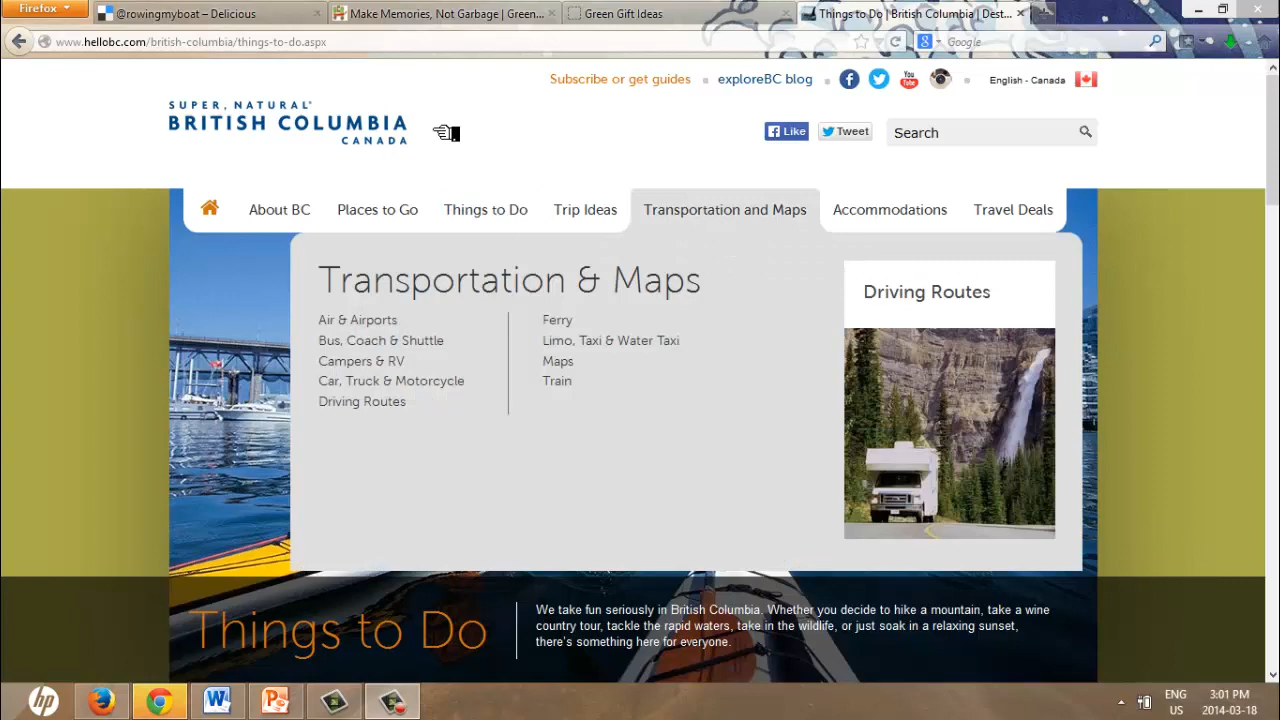 Firefox
@rowingmyboat – Delicious
Make Memories, Not Garbage | Green...
Green Gift Ideas
Things to Do | British Columbia | Dest...
www.hellobc.com/british-columbia/things-to-do.aspx
Google
Subscribe or get guides
exploreBC blog
You Tube
English - Canada
SUPER, NATURAL
BRITISH COLUMBIA
CANADA
Like
Tweet
Search
About BC
Places to Go
Things to Do
Trip Ideas
Transportation and Maps
Accommodations
Travel Deals
Transportation & Maps
Air & Airports
Bus, Coach & Shuttle
Campers & RV
Car, Truck & Motorcycle
Driving Routes
Ferry
Limo, Taxi & Water Taxi
Maps
Train
Driving Routes
Things to Do
We take fun seriously in British Columbia. Whether you decide to hike a mountain, take a wine
country tour, tackle the rapid waters, take in the wildlife, or just soak in a relaxing sunset,
there's something here for everyone.
ENG
US
3:01 PM
2014-03-18